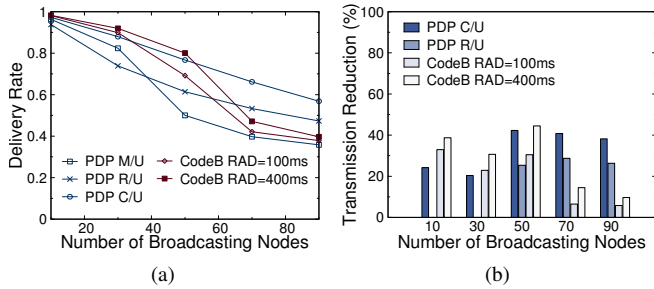 Delivery Rate
1
0.8
0.6
0.4
0.2
0
PDP M/U
PDP R/U
PDP C/U
CodeB RAD=100ms
CodeB RAD=400ms
20 40 60 80
Number of Broadcasting Nodes
(a)
Transmission Reduction (%)
100
80
60
40
20
0
PDP C/U
PDP R/U
CodeB RAD=100ms
CodeB RAD=400ms
10 30 50 70 90
Number of Broadcasting Nodes
(b)